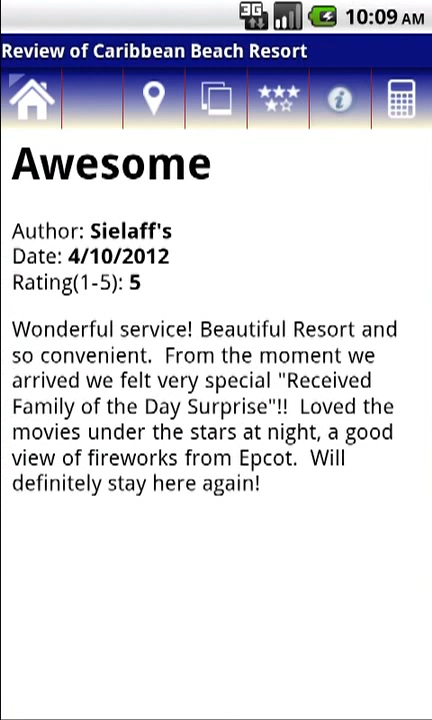 3G 10:09 AM
Review of Caribbean Beach Resort
Awesome
Author: Sielaff's
Date: 4/10/2012
Rating(1-5): 5
Wonderful service! Beautiful Resort and
so convenient.  From the moment we
arrived we felt very special "Received
Family of the Day Surprise"!!  Loved the
movies under the stars at night, a good
view of fireworks from Epcot.  Will
definitely stay here again!